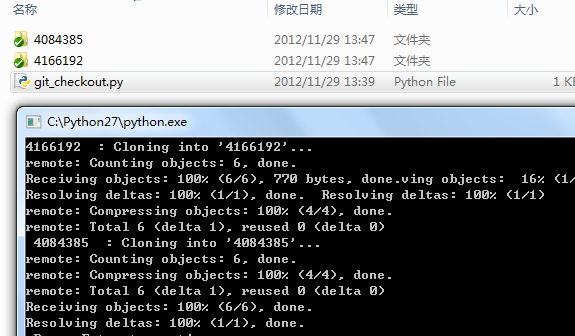 名称 修改日期 类型 大小
4084385 2012/11/29 13:47 文件夹
4166192 2012/11/29 13:47 文件夹
git_checkout.py 2012/11/29 13:39 Python File 1 K
C:\Python27\python.exe
4166192 : Cloning into '4166192'...
remote: Counting objects: 6, done.
Receiving objects: 100% (6/6), 770 bytes, done.ving objects: 16% (1/
Resolving deltas: 100% (1/1), done. Resolving deltas: 100% (1/1)
remote: Compressing objects: 100% (4/4), done.
remote: Total 6 (delta 1), reused 0 (delta 0)
4084385 : Cloning into '4084385'...
remote: Counting objects: 6, done.
remote: Compressing objects: 100% (4/4), done.
remote: Total 6 (delta 1), reused 0 (delta 0)
Receiving objects: 100% (6/6), done.
Resolving deltas: 100% (1/1), done.